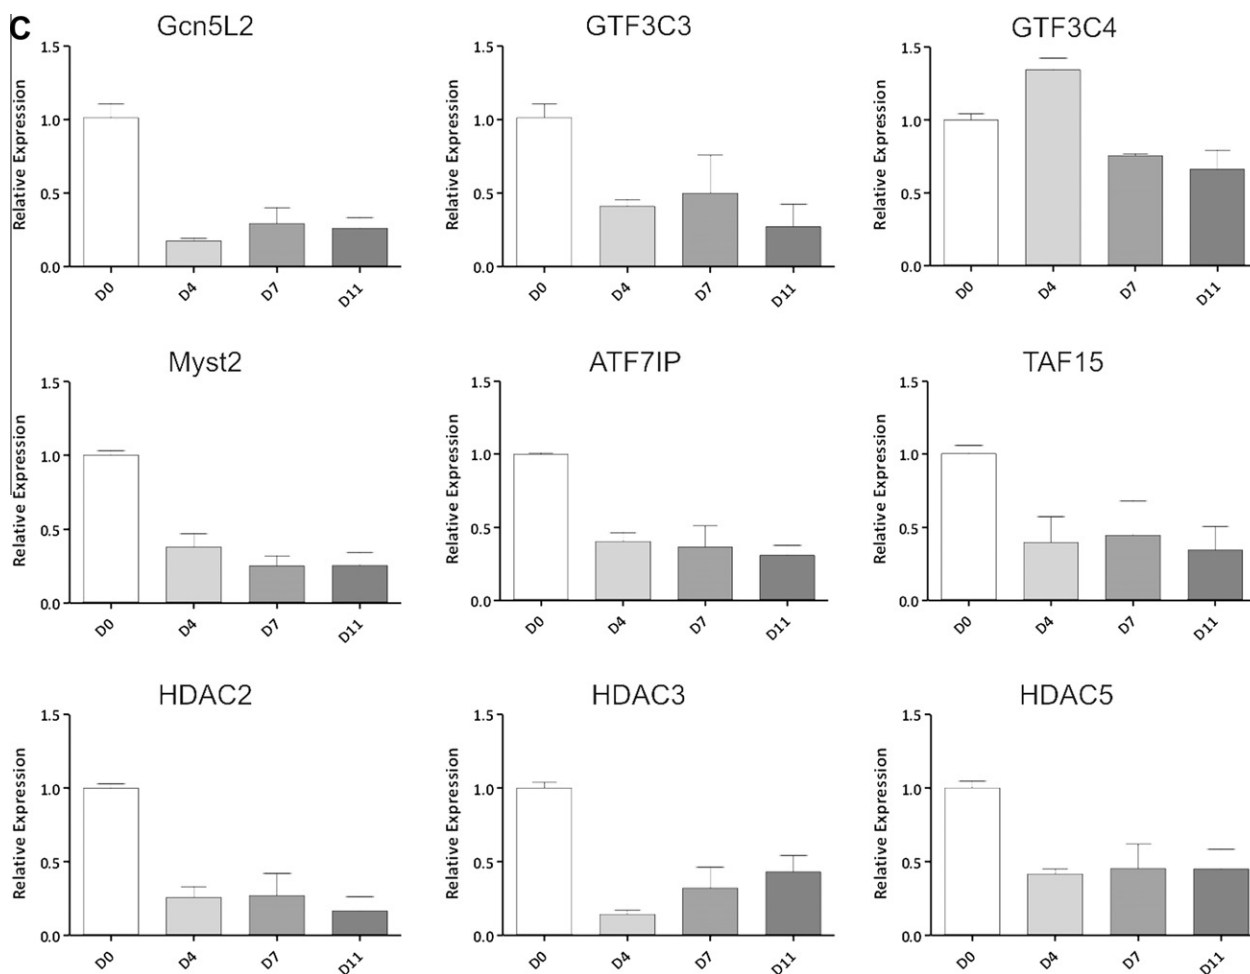 C
Gcn5L2
Relative Expression
1.5
1.0
0.5
0.0
D0 D4 D7 D11
GTF3C3
Relative Expression
1.5
1.0
0.5
0.0
D0 D4 D7 D11
GTF3C4
Relative Expression
1.5
1.0
0.5
0.0
D0 D4 D7 D11
Myst2
Relative Expression
1.5
1.0
0.5
0.0
D0 D4 D7 D11
ATF7IP
Relative Expression
1.5
1.0
0.5
0.0
D0 D4 D7 D11
TAF15
Relative Expression
1.5
1.0
0.5
0.0
D0 D4 D7 D11
HDAC2
Relative Expression
1.5
1.0
0.5
0.0
D0 D4 D7 D11
HDAC3
Relative Expression
1.5
1.0
0.5
0.0
D0 D4 D7 D11
HDAC5
Relative Expression
1.5
1.0
0.5
0.0
D0 D4 D7 D11